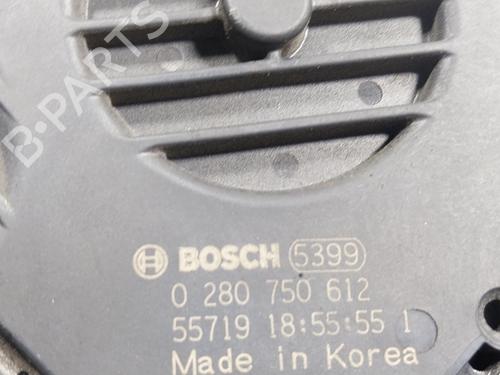 B-PARTS
BOSCH 5399
0 280 750 612
55719 18:55:55 1
Made in Korea